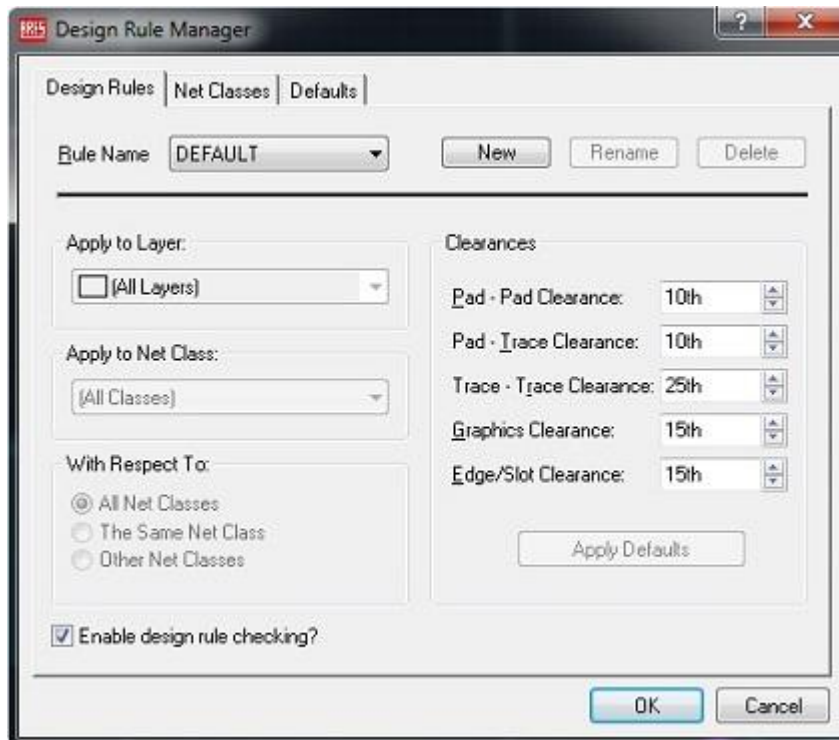 Design Rule Manager
Design Rules Net Classes Defaults
Rule Name DEFAULT New Rename Delete
Apply to Layer:
(All Layers)
Apply to Net Class:
(All Classes)
With Respect To:
All Net Classes
The Same Net Class
Other Net Classes
Clearances
Pad - Pad Clearance: 10th
Pad - Trace Clearance: 10th
Trace - Trace Clearance: 25th
Graphics Clearance: 15th
Edge/Slot Clearance: 15th
Apply Defaults
Enable design rule checking?
OK Cancel